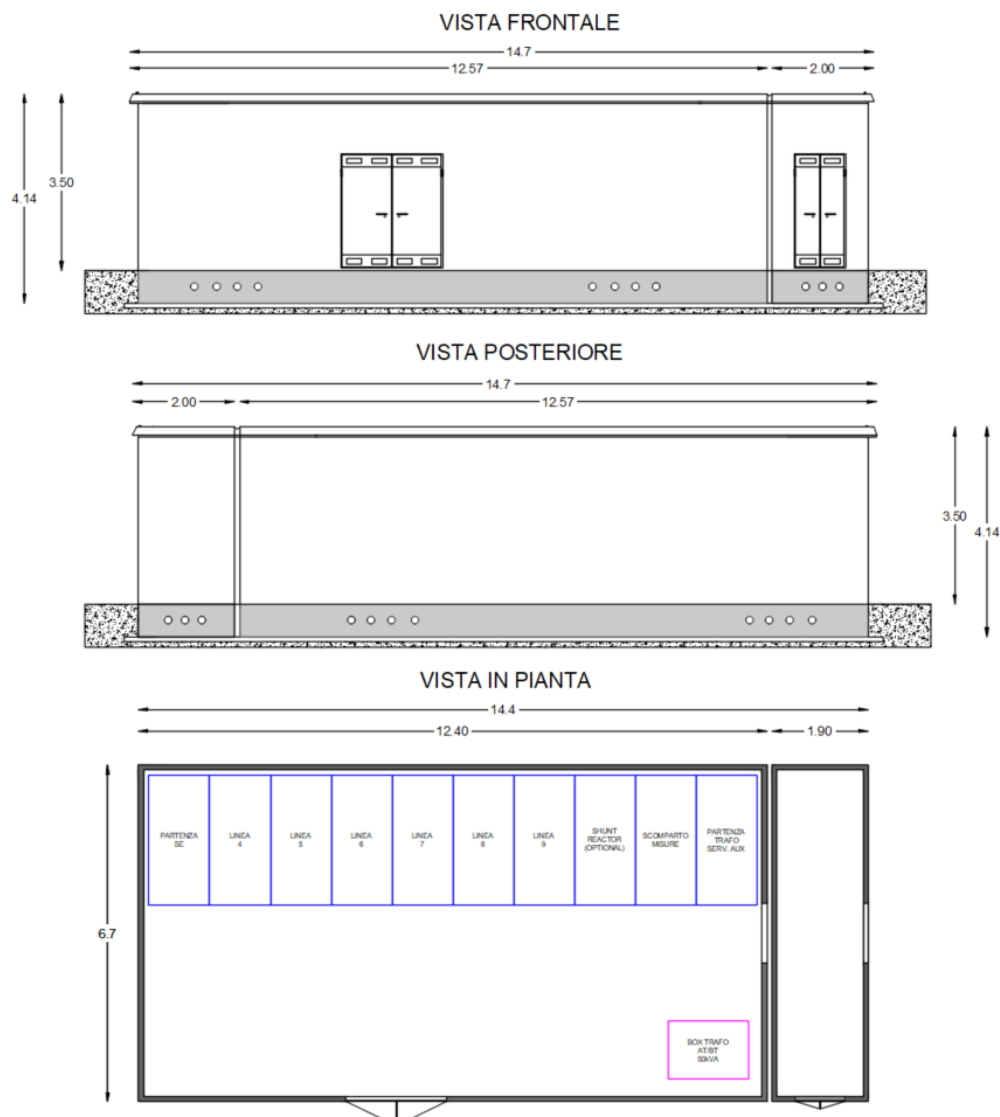 VISTA FRONTALE
14.7
12.57
2.00
4.14
3.50
VISTA POSTERIORE
14.7
2.00
12.57
3.50
4.14
VISTA IN PIANTA
14.4
12.40
1.90
6.7
PARTENZA
SE
LINEA
4
LINEA
5
LINEA
6
LINEA
7
LINEA
8
LINEA
9
SHUNT
REACTOR
(OPTIONAL)
SCOMPARTO
MISURE
PARTENZA
TRAFO
SERV. AUX
BOX TRAFO
AT/BT
50kVA